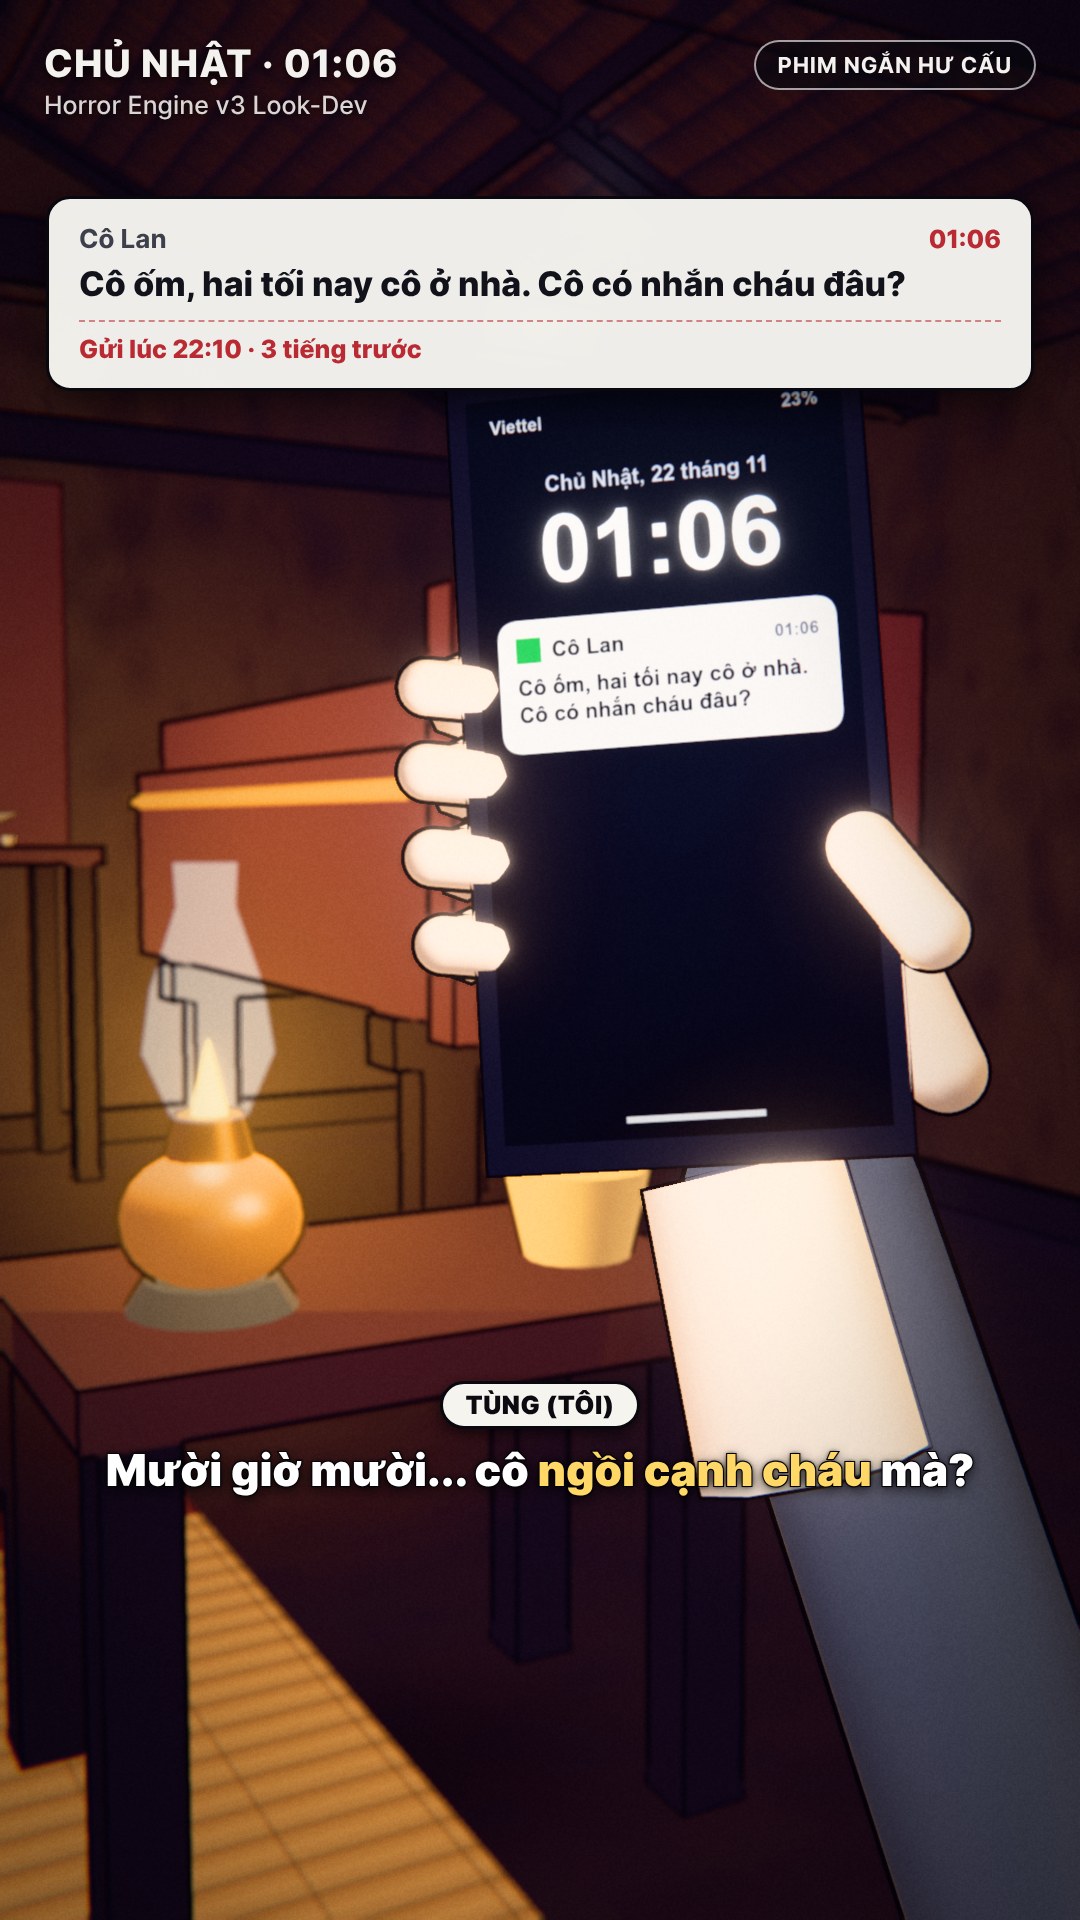 CHỦ NHẬT · 01:06
PHIM NGẮN HƯ CẤU
Horror Engine v3 Look-Dev
Cô Lan
01:06
Cô ốm, hai tối nay cô ở nhà. Cô có nhắn cháu đâu?
Gửi lúc 22:10 · 3 tiếng trước
23%
Viettel
Chủ Nhật, 22 tháng 11
01:06
Cô Lan
01:06
Cô ốm, hai tối nay cô ở nhà.
Cô có nhắn cháu đâu?
TÙNG (TÔI)
Mười giờ mười... cô ngồi cạnh cháu mà?